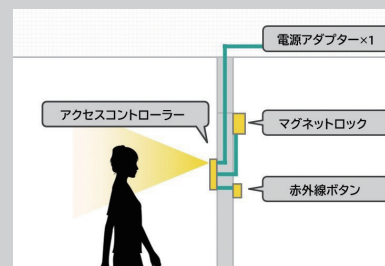 電源アダプター×1
アクセスコントローラー
マグネットロック
赤外線ボタン